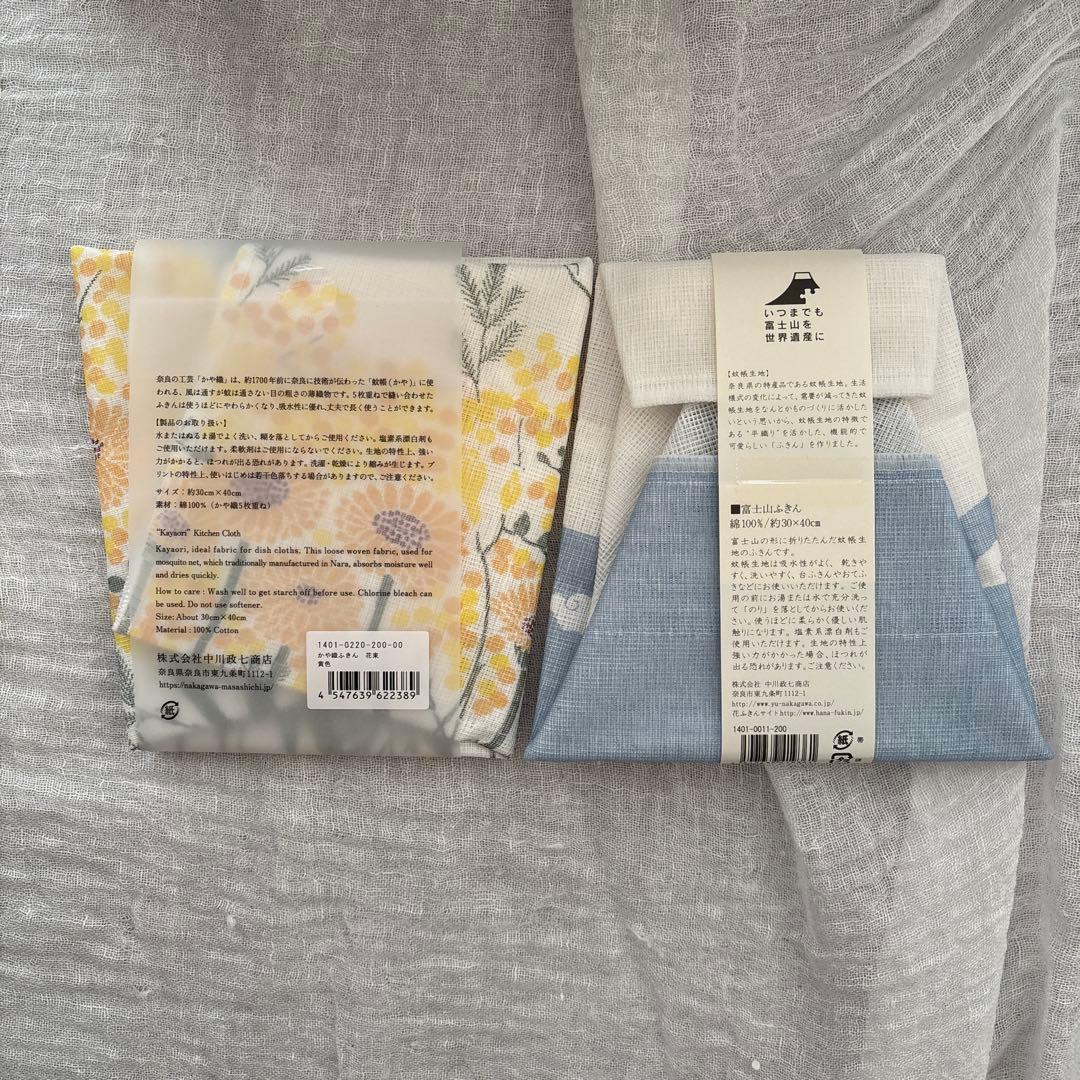 奈良の工芸「かや織」は、約1700年前に奈良に技術が伝わった「蚊帳(かや)」に使
われる、風は通すが蚊は通さない目の粗さの薄織物です。5枚重ねで縫い合わせた
ふきんは使うほどにやわらかくなり、吸水性に優れ、丈夫で長く使うことができます。
【製品のお取り扱い】
水またはぬるま湯でよく洗い、糊を落としてからご使用ください。塩素系漂白剤も
ご使用いただけます。柔軟剤はご使用にならないでください。生地の特性上、強い
力がかかると、ほつれが出る恐れがあります。洗濯・乾燥により縮みが生じます。プ
リントの特性上、使いはじめは若干色落ちする場合がありますので、ご注意ください。
サイズ：約30cm×40cm
素材：綿100%（かや織5枚重ね）
"Kayaori" Kitchen Cloth
Kayaori, ideal fabric for dish cloths. This loose woven fabric, used for
mosquito net, which traditionally manufactured in Nara, absorbs moisture well
and dries quickly.
How to care : Wash well to get starch off before use. Chlorine bleach can
be used. Do not use softener.
Size: About 30cm×40cm
Material : 100% Cotton
株式会社中川政七商店
奈良県奈良市東九条町1112-1
https://nakagawa-masashichi.jp/
紙
1401-0220-200-00
かや織ふきん 花束
黄色
4 547639 622389
いつまでも
富士山を
世界遺産に
【蚊帳生地】
奈良県の特産品である蚊帳生地。生活
様式の変化によって、需要が減ってきた蚊
帳生地をなんとかものづくりに活かした
いという思いから、蚊帳生地の特徴で
ある"平織り"を活かした、機能的で
可愛らしい「ふきん」を作りました。
■富士山ふきん
綿100%/約30×40cm
富士山の形に折りたたんだ蚊帳生
地のふきんです。
蚊帳生地は吸水性がよく、乾きや
すく、洗いやすく、台ふきんやおてふ
きなどにお使いいただけます。ご使
用の前にお湯または水で充分洗っ
て「のり」を落としてからお使いくだ
さい。使うほどに柔らかく優しい肌
触りになります。塩素系漂白剤もご
使用いただけます。生地の特性上
強い力がかかった場合、ほつれが
出る恐れがあります。ご注意ください。
株式会社 中川政七商店
奈良市東九条町1112-1
http://www.yu-nakagawa.co.jp/
花ふきんサイトhttp://www.hana-fukin.jp/
1401-0011-200
紙 帯